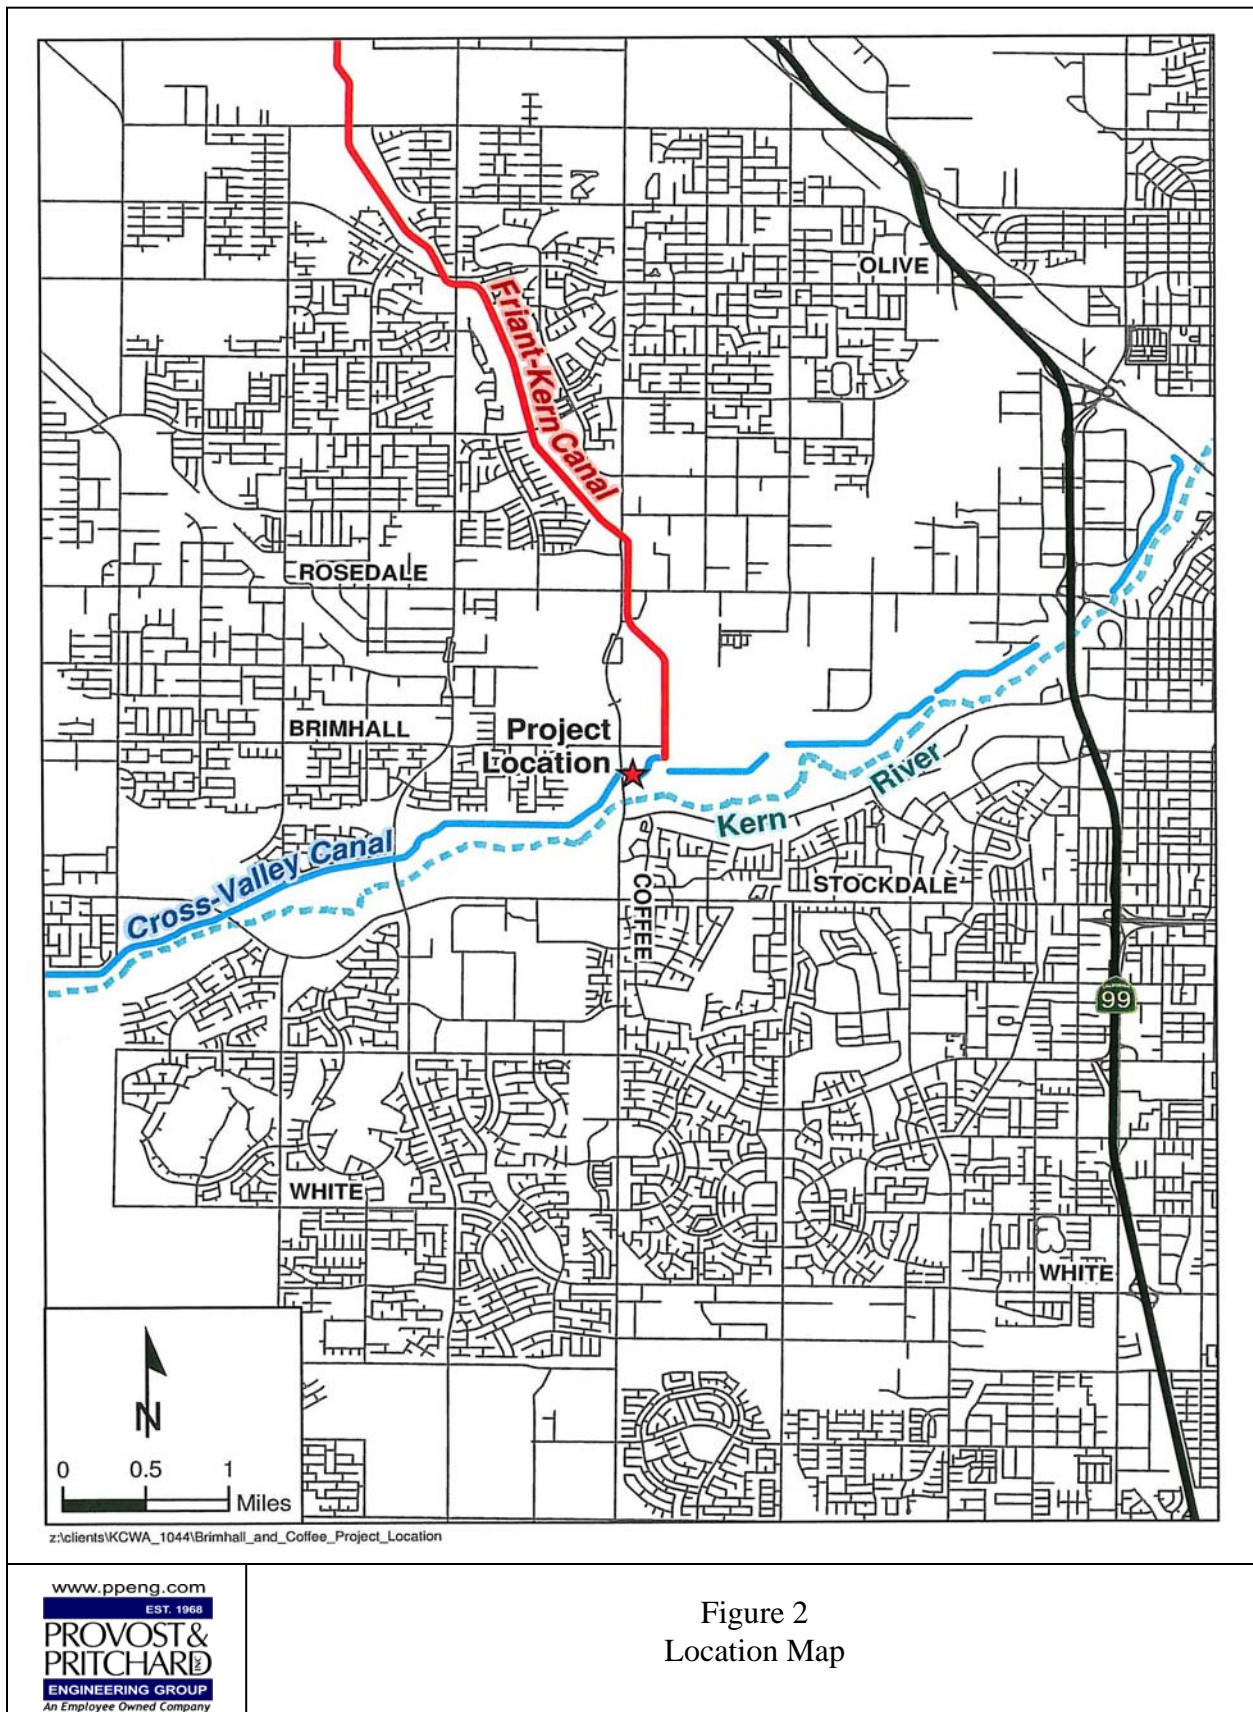 OLIVE
Friant-Kern Canal
ROSEDALE
BRIMHALL
Project
Location
River
Kern
Cross-Valley Canal
STOCKDALE
COFFEE
99
WHITE
WHITE
N
0 0.5 1
Miles
z:\clients\KCWA_1044\Brimhall_and_Coffee_Project_Location
www.ppeng.com
EST. 1968
PROVOST &
PRITCHARD INC
ENGINEERING GROUP
An Employee Owned Company
Figure 2
Location Map